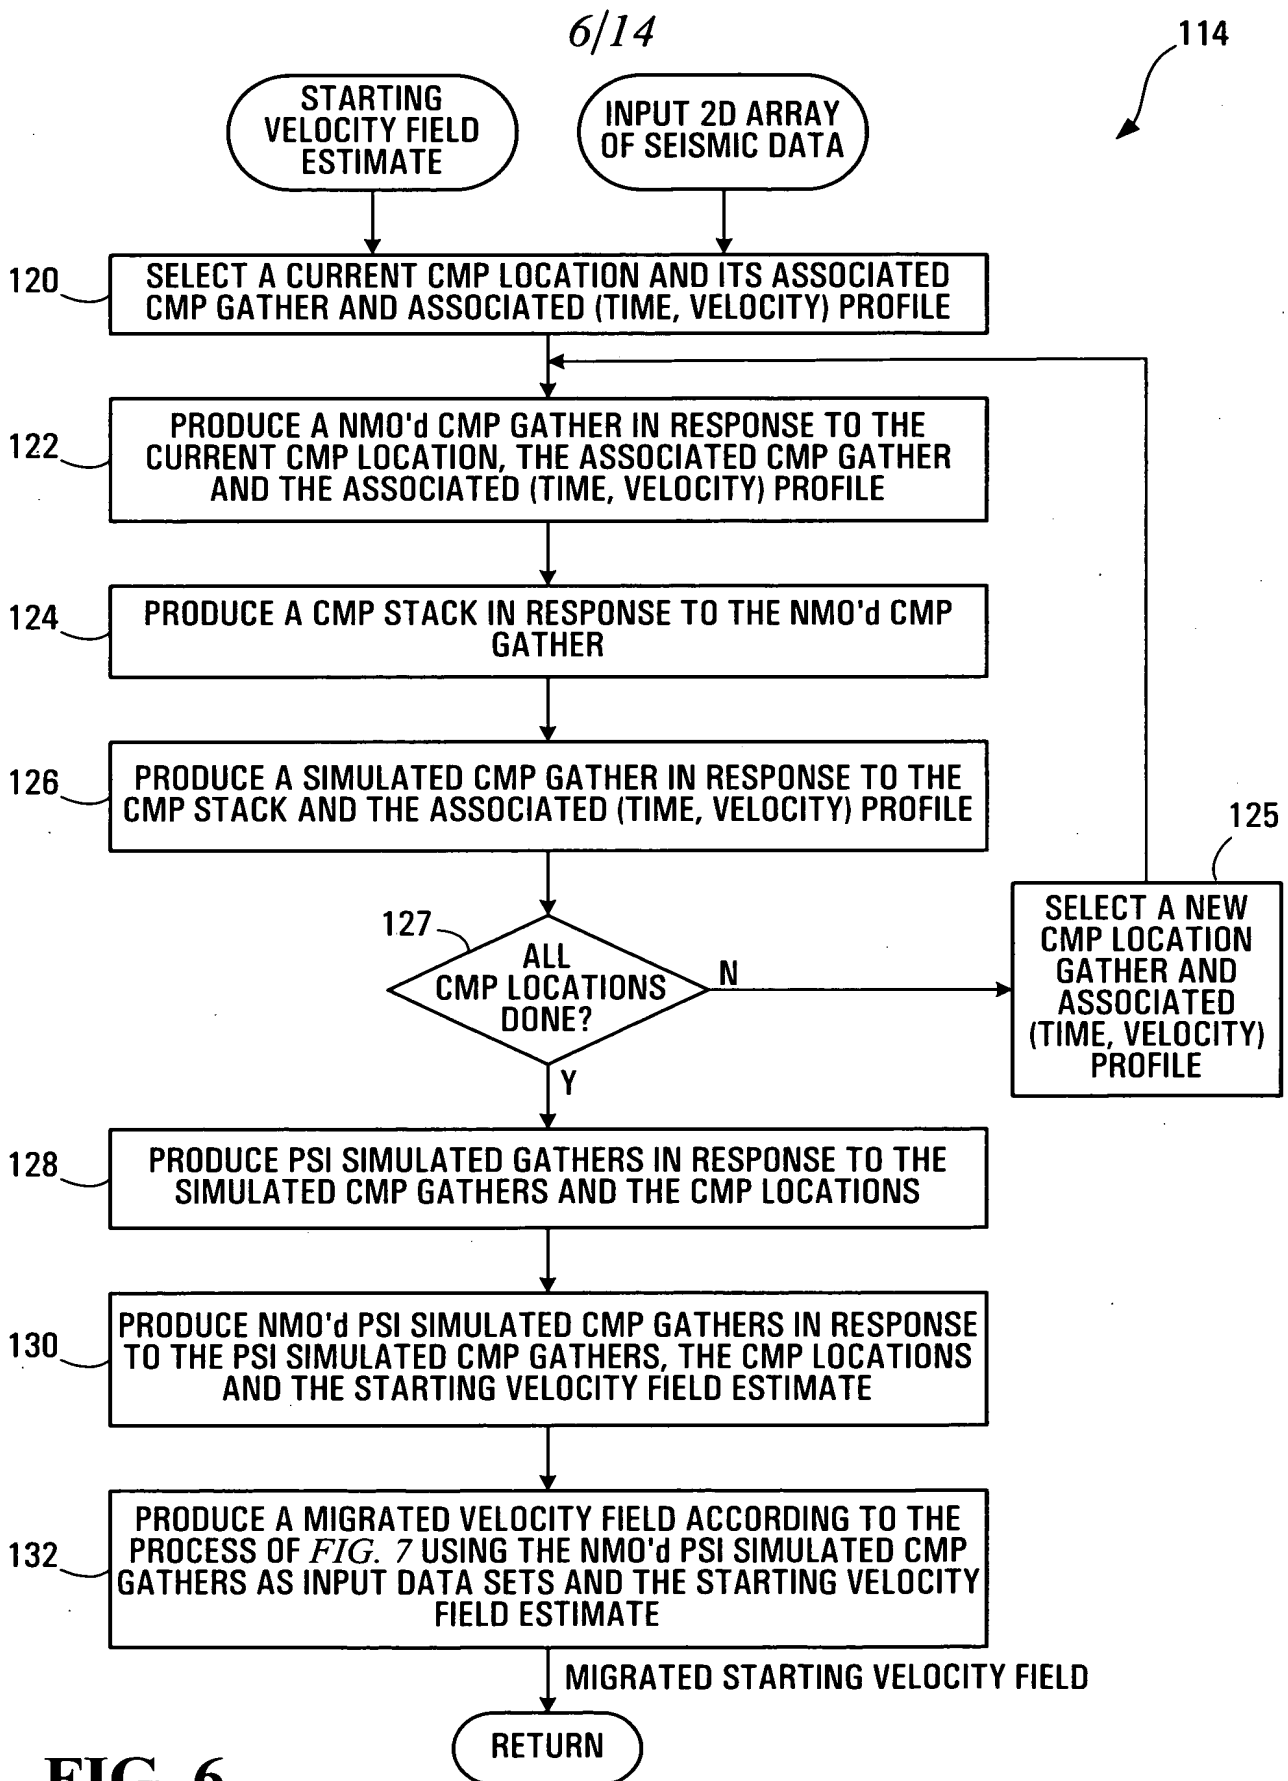 6/14
114
STARTING
VELOCITY FIELD
ESTIMATE
INPUT 2D ARRAY
OF SEISMIC DATA
120
SELECT A CURRENT CMP LOCATION AND ITS ASSOCIATED
CMP GATHER AND ASSOCIATED (TIME, VELOCITY) PROFILE
122
PRODUCE A NMO'd CMP GATHER IN RESPONSE TO THE
CURRENT CMP LOCATION, THE ASSOCIATED CMP GATHER
AND THE ASSOCIATED (TIME, VELOCITY) PROFILE
124
PRODUCE A CMP STACK IN RESPONSE TO THE NMO'd CMP
GATHER
126
PRODUCE A SIMULATED CMP GATHER IN RESPONSE TO THE
CMP STACK AND THE ASSOCIATED (TIME, VELOCITY) PROFILE
125
SELECT A NEW
CMP LOCATION
GATHER AND
ASSOCIATED
(TIME, VELOCITY)
PROFILE
127
ALL
CMP LOCATIONS
DONE?
N
Y
128
PRODUCE PSI SIMULATED GATHERS IN RESPONSE TO THE
SIMULATED CMP GATHERS AND THE CMP LOCATIONS
130
PRODUCE NMO'd PSI SIMULATED CMP GATHERS IN RESPONSE
TO THE PSI SIMULATED CMP GATHERS, THE CMP LOCATIONS
AND THE STARTING VELOCITY FIELD ESTIMATE
132
PRODUCE A MIGRATED VELOCITY FIELD ACCORDING TO THE
PROCESS OF FIG. 7 USING THE NMO'd PSI SIMULATED CMP
GATHERS AS INPUT DATA SETS AND THE STARTING VELOCITY
FIELD ESTIMATE
MIGRATED STARTING VELOCITY FIELD
RETURN
FIG. 6